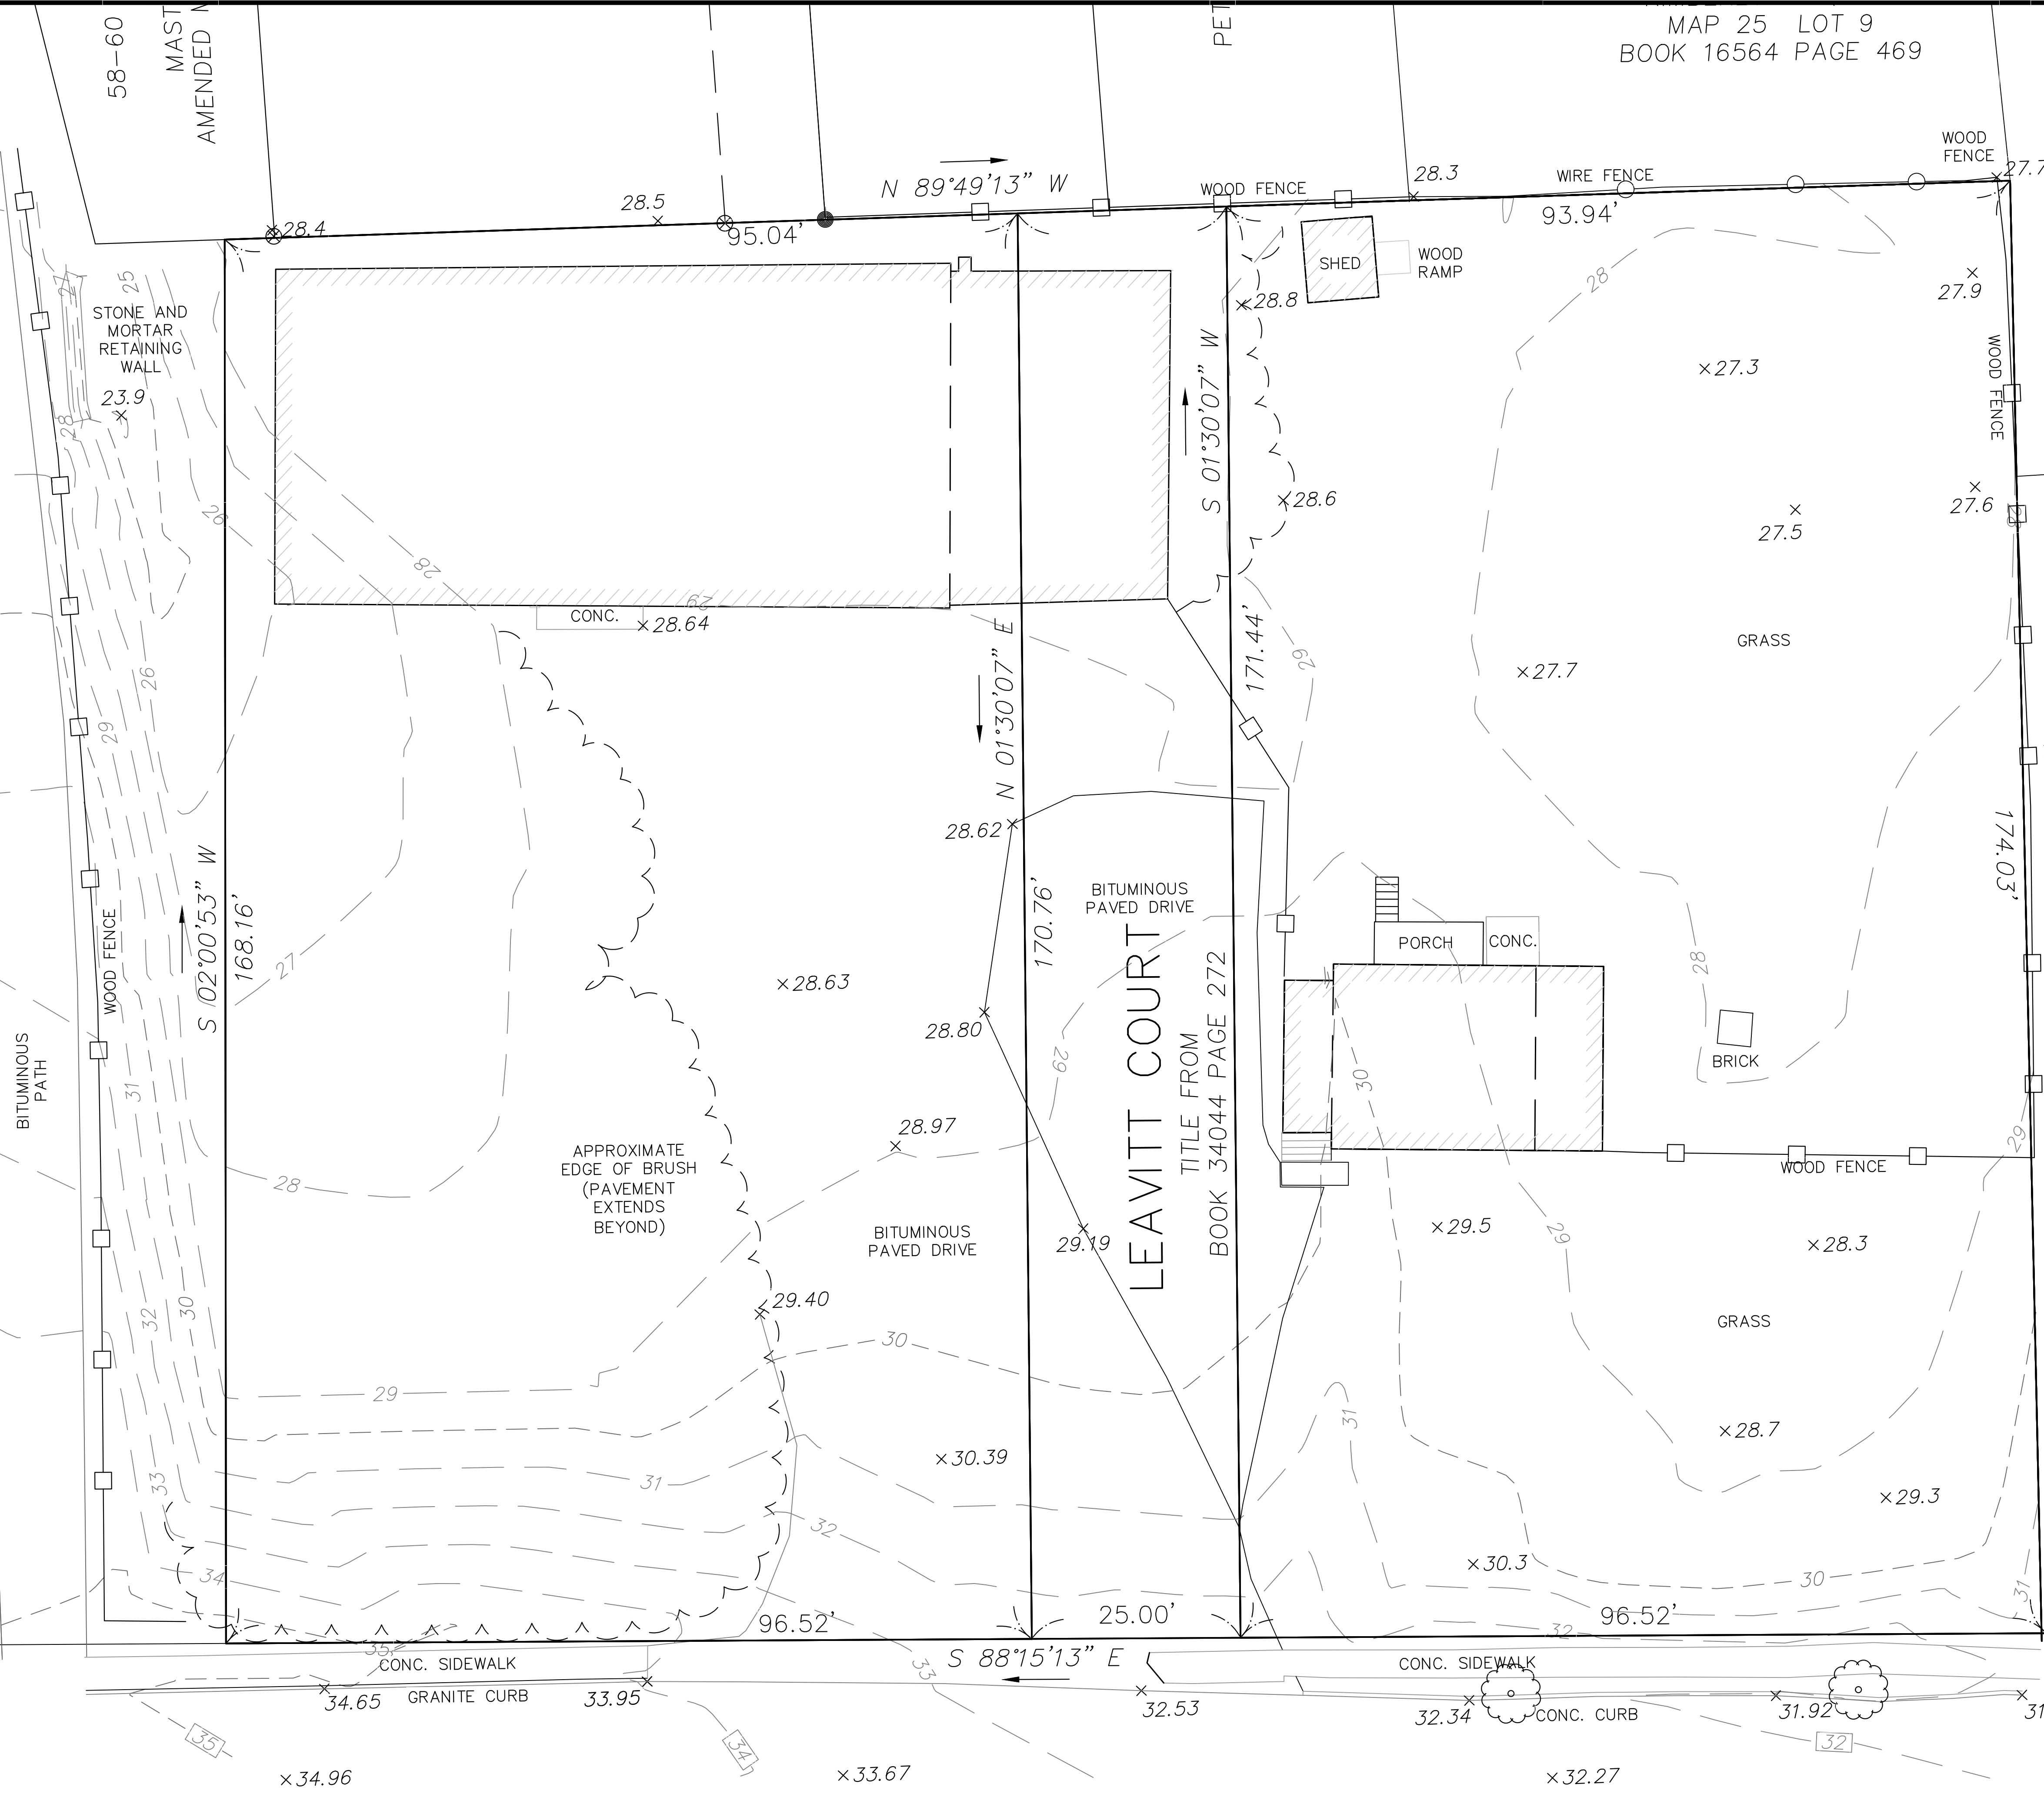 58-60
MAST
AMENDED
PET
MAP 25 LOT 9
BOOK 16564 PAGE 469
WOOD
FENCE
27.7
28.4
28.5
N 89°49'13" W
95.04'
WOOD FENCE
28.3
WIRE FENCE
93.94'
SHED
WOOD
RAMP
28
27.9
28.8
27
25
STONE AND
MORTAR
RETAINING
WALL
23.9
28
26
28
S 01°30'07" W
27.3
WOOD FENCE
28.6
27.5
27.6
28
CONC.
28.64
29
N 01°30'07" E
171.44'
29
27.7
GRASS
26
29
28.62
170.76'
BITUMINOUS
PAVED DRIVE
174.03'
S 02°00'53" W
168.16'
WOOD FENCE
27
28.63
28.80
29
LEAVITT COURT
TITLE FROM
BOOK 34044 PAGE 272
PORCH
CONC.
28
BRICK
30
BITUMINOUS
PATH
31
28
APPROXIMATE
EDGE OF BRUSH
(PAVEMENT
EXTENDS
BEYOND)
28.97
BITUMINOUS
PAVED DRIVE
29.19
WOOD FENCE
29
29.5
28.3
29
GRASS
32
30
29.40
30
29
31
28.7
33
31
30.39
29.3
32
34
30.3
30
31
35
96.52'
25.00'
96.52'
32
S 88°15'13" E
CONC. SIDEWALK
CONC. SIDEWALK
GRANITE CURB
34.65
33.95
33
32.53
32.34
CONC. CURB
31.92
31
35
34
32
34.96
33.67
32.27